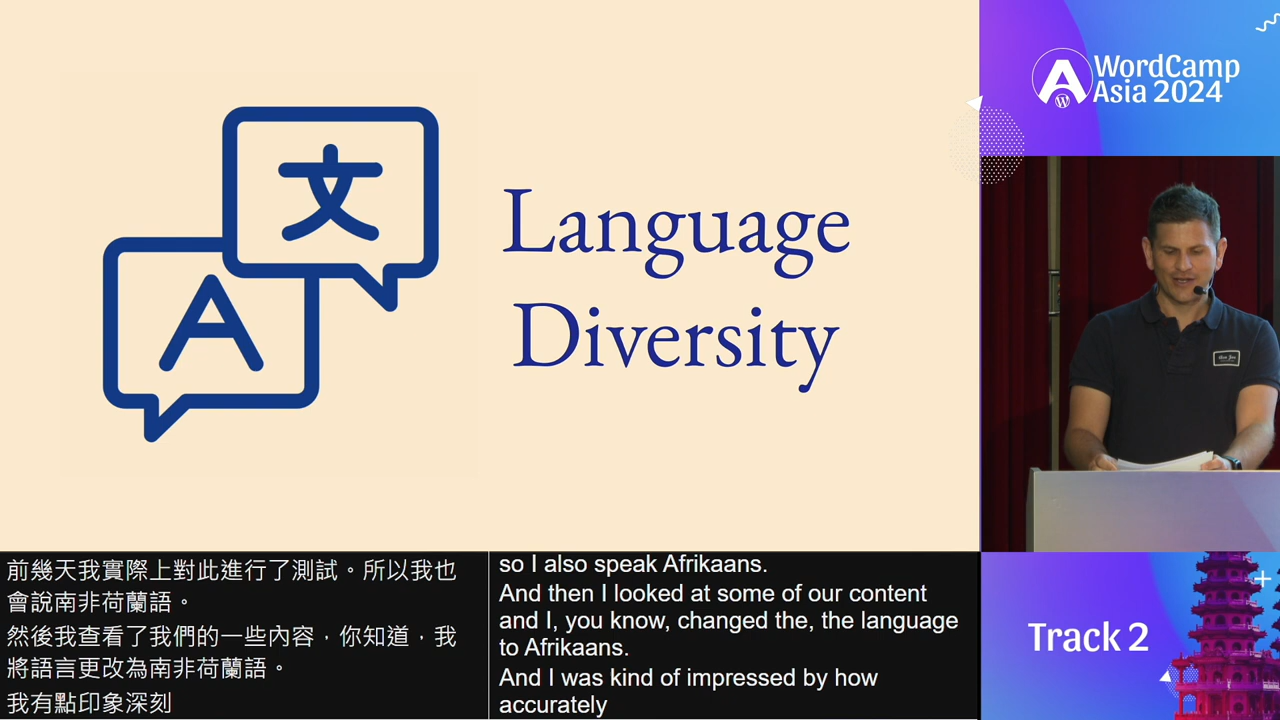 文
A
Language
Diversity
WordCamp
Asia 2024
前幾天我實際上對此進行了測試。所以我也
會說南非荷蘭語。
然後我查看了我們的一些內容，你知道，我
將語言更改為南非荷蘭語。
我有點印象深刻
so I also speak Afrikaans.
And then I looked at some of our content
and I, you know, changed the, the language
to Afrikaans.
And I was kind of impressed by how
accurately
Track 2